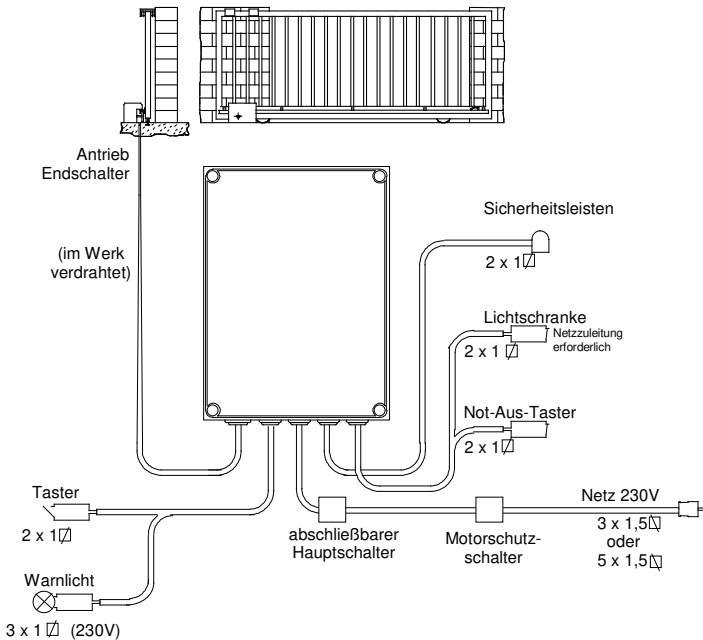 Antrieb
Endschalter
(im Werk
verdrahtet)
Sicherheitsleisten
2 x 1⍁
Lichtschranke
Netzzuleitung
erforderlich
2 x 1 ⍁
Not-Aus-Taster
2 x 1⍁
Taster
2 x 1⍁
Warnlicht
3 x 1 ⍁ (230V)
abschließbarer
Hauptschalter
Motorschutz-
schalter
Netz 230V
3 x 1,5⍂
oder
5 x 1,5⍂